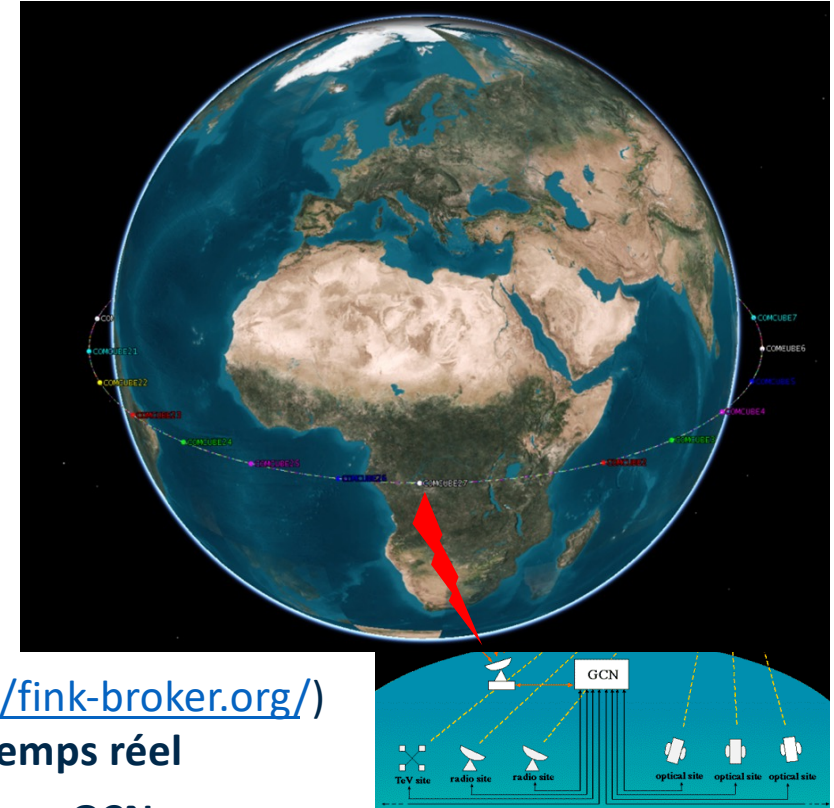 COMCUBE7
COMCUBE21
COMCUBE6
COMCUBE22
COMCUBE4
COMCUBE24
COMCUBE27
GCN
/fink-broker.org/)
emps réel
TeV site
radio site
radio site
optical site
optical site
optical site